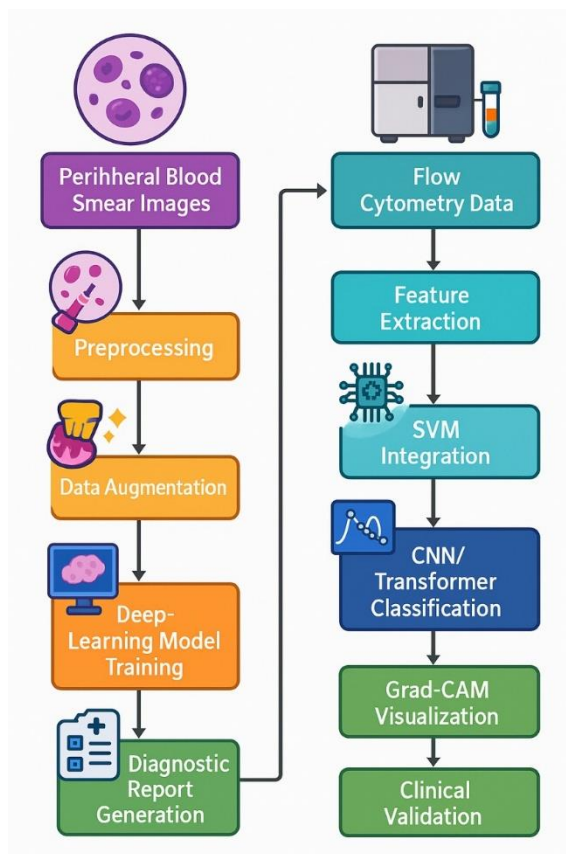 Perihheral Blood
Smear Images
Preprocessing
Data Augmentation
Deep-
Learning Model
Training
Diagnostic
Report
Generation
Flow
Cytometry Data
Feature
Extraction
SVM
Integration
CNN/
Transformer
Classification
Grad-CAM
Visualization
Clinical
Validation